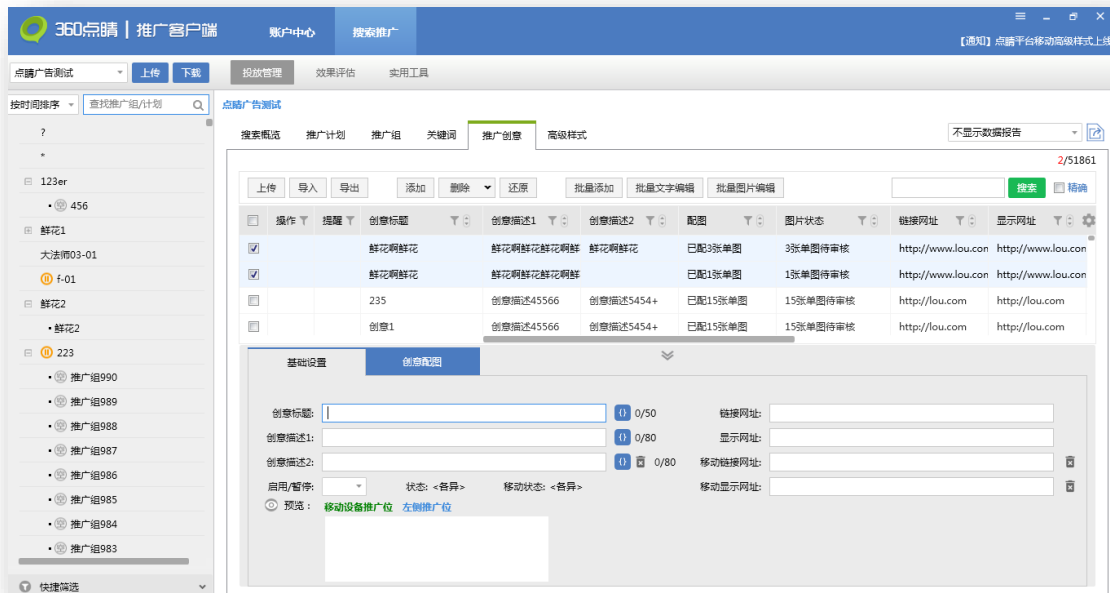 360点睛 | 推广客户端 账户中心 搜索推广
【通知】点睛平台移动高级样式上线
点睛广告测试 上传 下载 投放管理 效果评估 实用工具
按时间排序 查找推广组/计划 点睛广告测试
?
搜索概览 推广计划 推广组 关键词 推广创意 高级样式 不显示数据报告
*
2/51861
123er
上传 导入 导出 添加 删除 还原 批量添加 批量文字编辑 批量图片编辑 搜索 精确
456
操作 提醒 创意标题 创意描述1 创意描述2 配图 图片状态 链接网址 显示网址
鲜花1
鲜花啊鲜花 鲜花啊鲜花鲜花啊鲜 鲜花啊鲜花 已配3张单图 3张单图待审核 http://www.lou.con http://www.lou.con
大法师03-01
鲜花啊鲜花 鲜花啊鲜花鲜花啊鲜 已配1张单图 1张单图待审核 http://www.lou.con http://www.lou.con
f-01
235 创意描述45566 创意描述5454+ 已配15张单图 15张单图待审核 http://lou.com http://lou.com
鲜花2
创意1 创意描述45566 创意描述5454+ 已配15张单图 15张单图待审核 http://lou.com http://lou.com
鲜花2
223
基础设置 创意配图
推广组990
推广组989
创意标题: {} 0/50 链接网址:
推广组988
创意描述1: {} 0/80 显示网址:
推广组987
创意描述2: {} 0/80 移动链接网址:
推广组986
启用/暂停: 状态: <各异> 移动状态: <各异> 移动显示网址:
推广组985
预览： 移动设备推广位 左侧推广位
推广组984
推广组983
快捷筛选